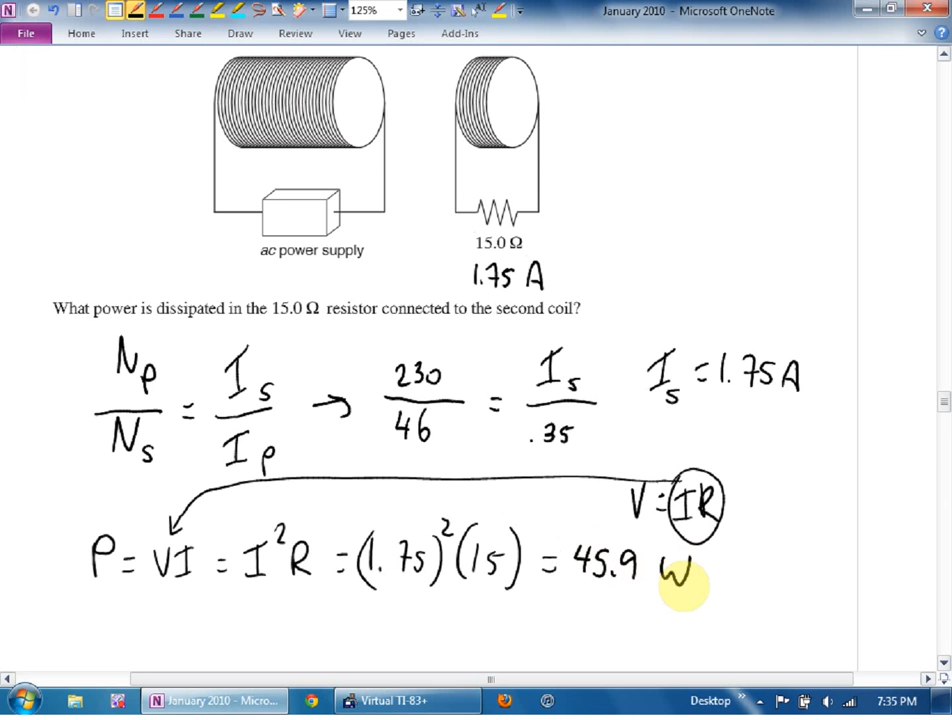 125%
January 2010 - Microsoft OneNote
File Home Insert Share Draw Review View Pages Add-Ins
ac power supply
15.0 Ω
1.75 A
What power is dissipated in the 15.0 Ω resistor connected to the second coil?
Np/Ns = Is/Ip → 230/46 = Is/.35 Is = 1.75A
V = IR
P = VI = I²R = (1.75)²(15) = 45.9 W
January 2010 - Micro...
Virtual TI-83+
Desktop
7:35 PM